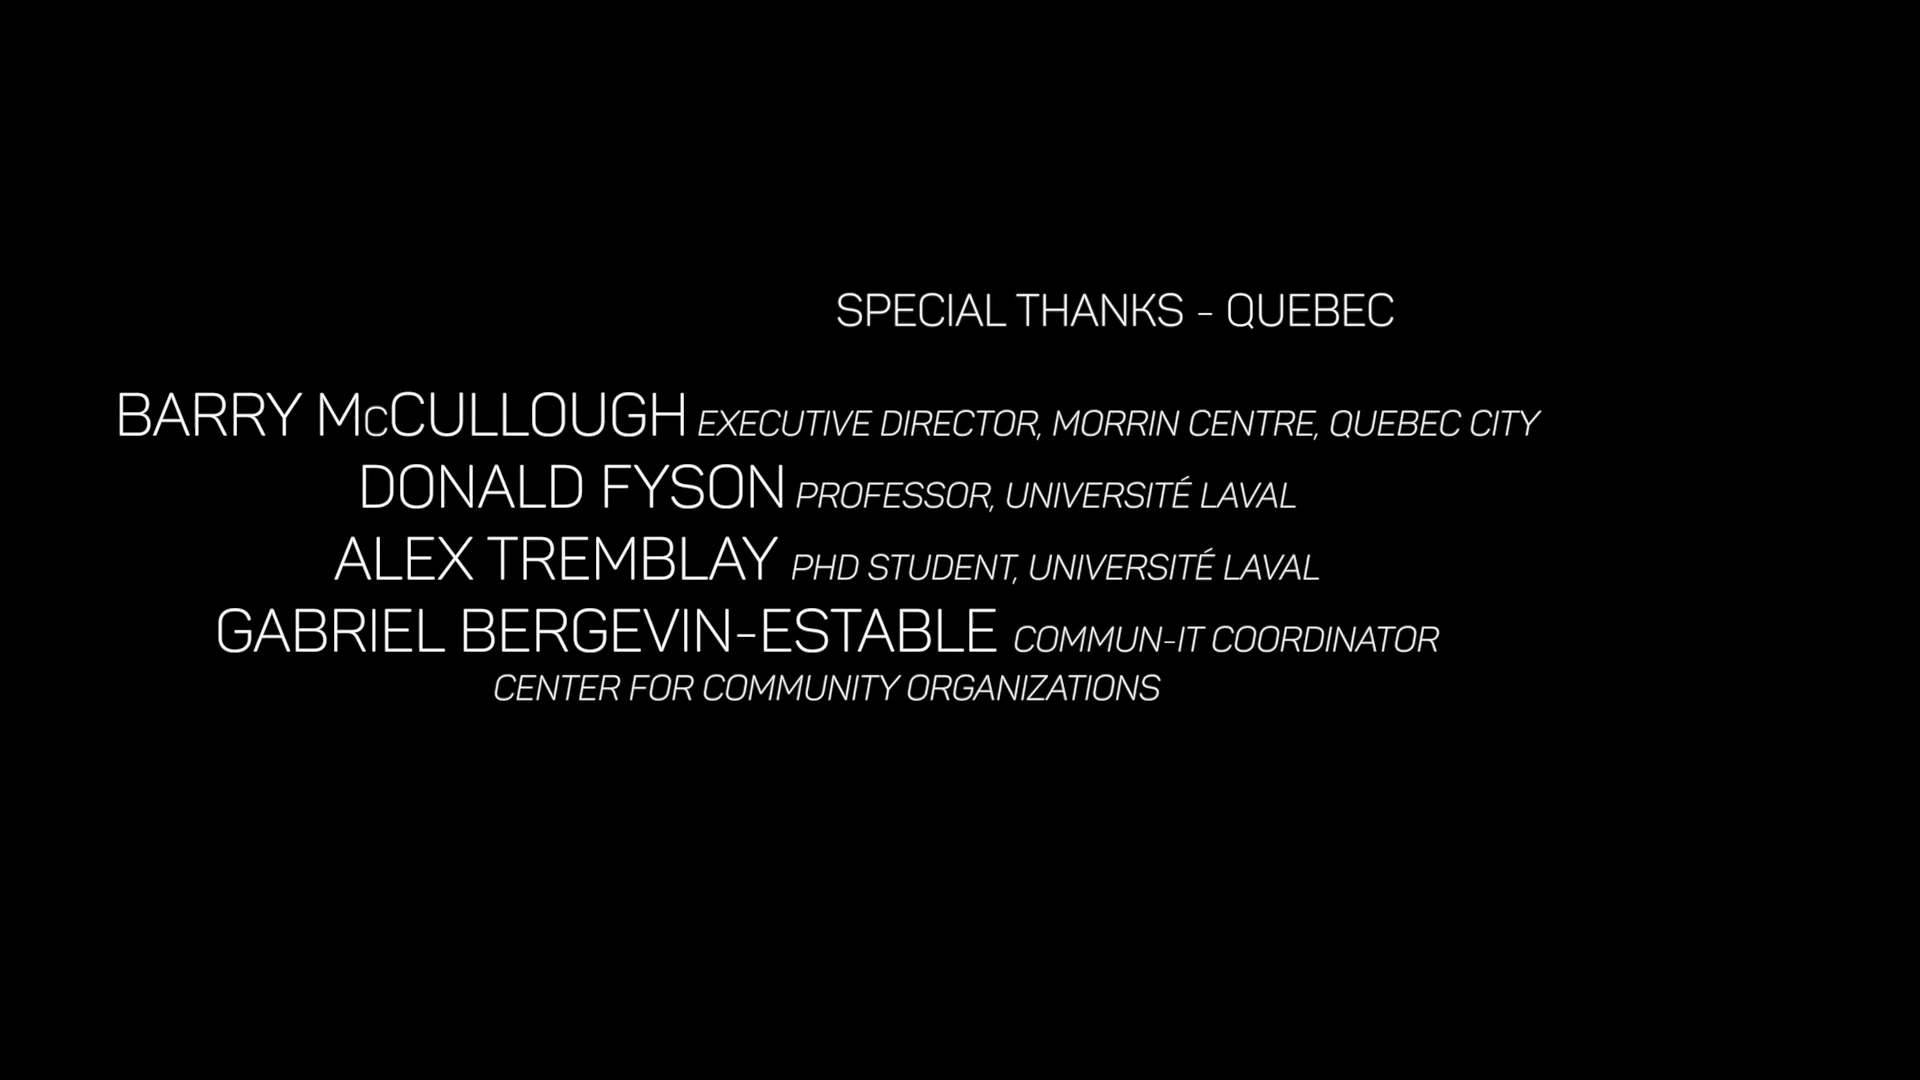 SPECIAL THANKS - QUEBEC
BARRY McCULLOUGH EXECUTIVE DIRECTOR, MORRIN CENTRE, QUEBEC CITY
DONALD FYSON PROFESSOR, UNIVERSITÉ LAVAL
ALEX TREMBLAY PHD STUDENT, UNIVERSITÉ LAVAL
GABRIEL BERGEVIN-ESTABLE COMMUN-IT COORDINATOR
CENTER FOR COMMUNITY ORGANIZATIONS